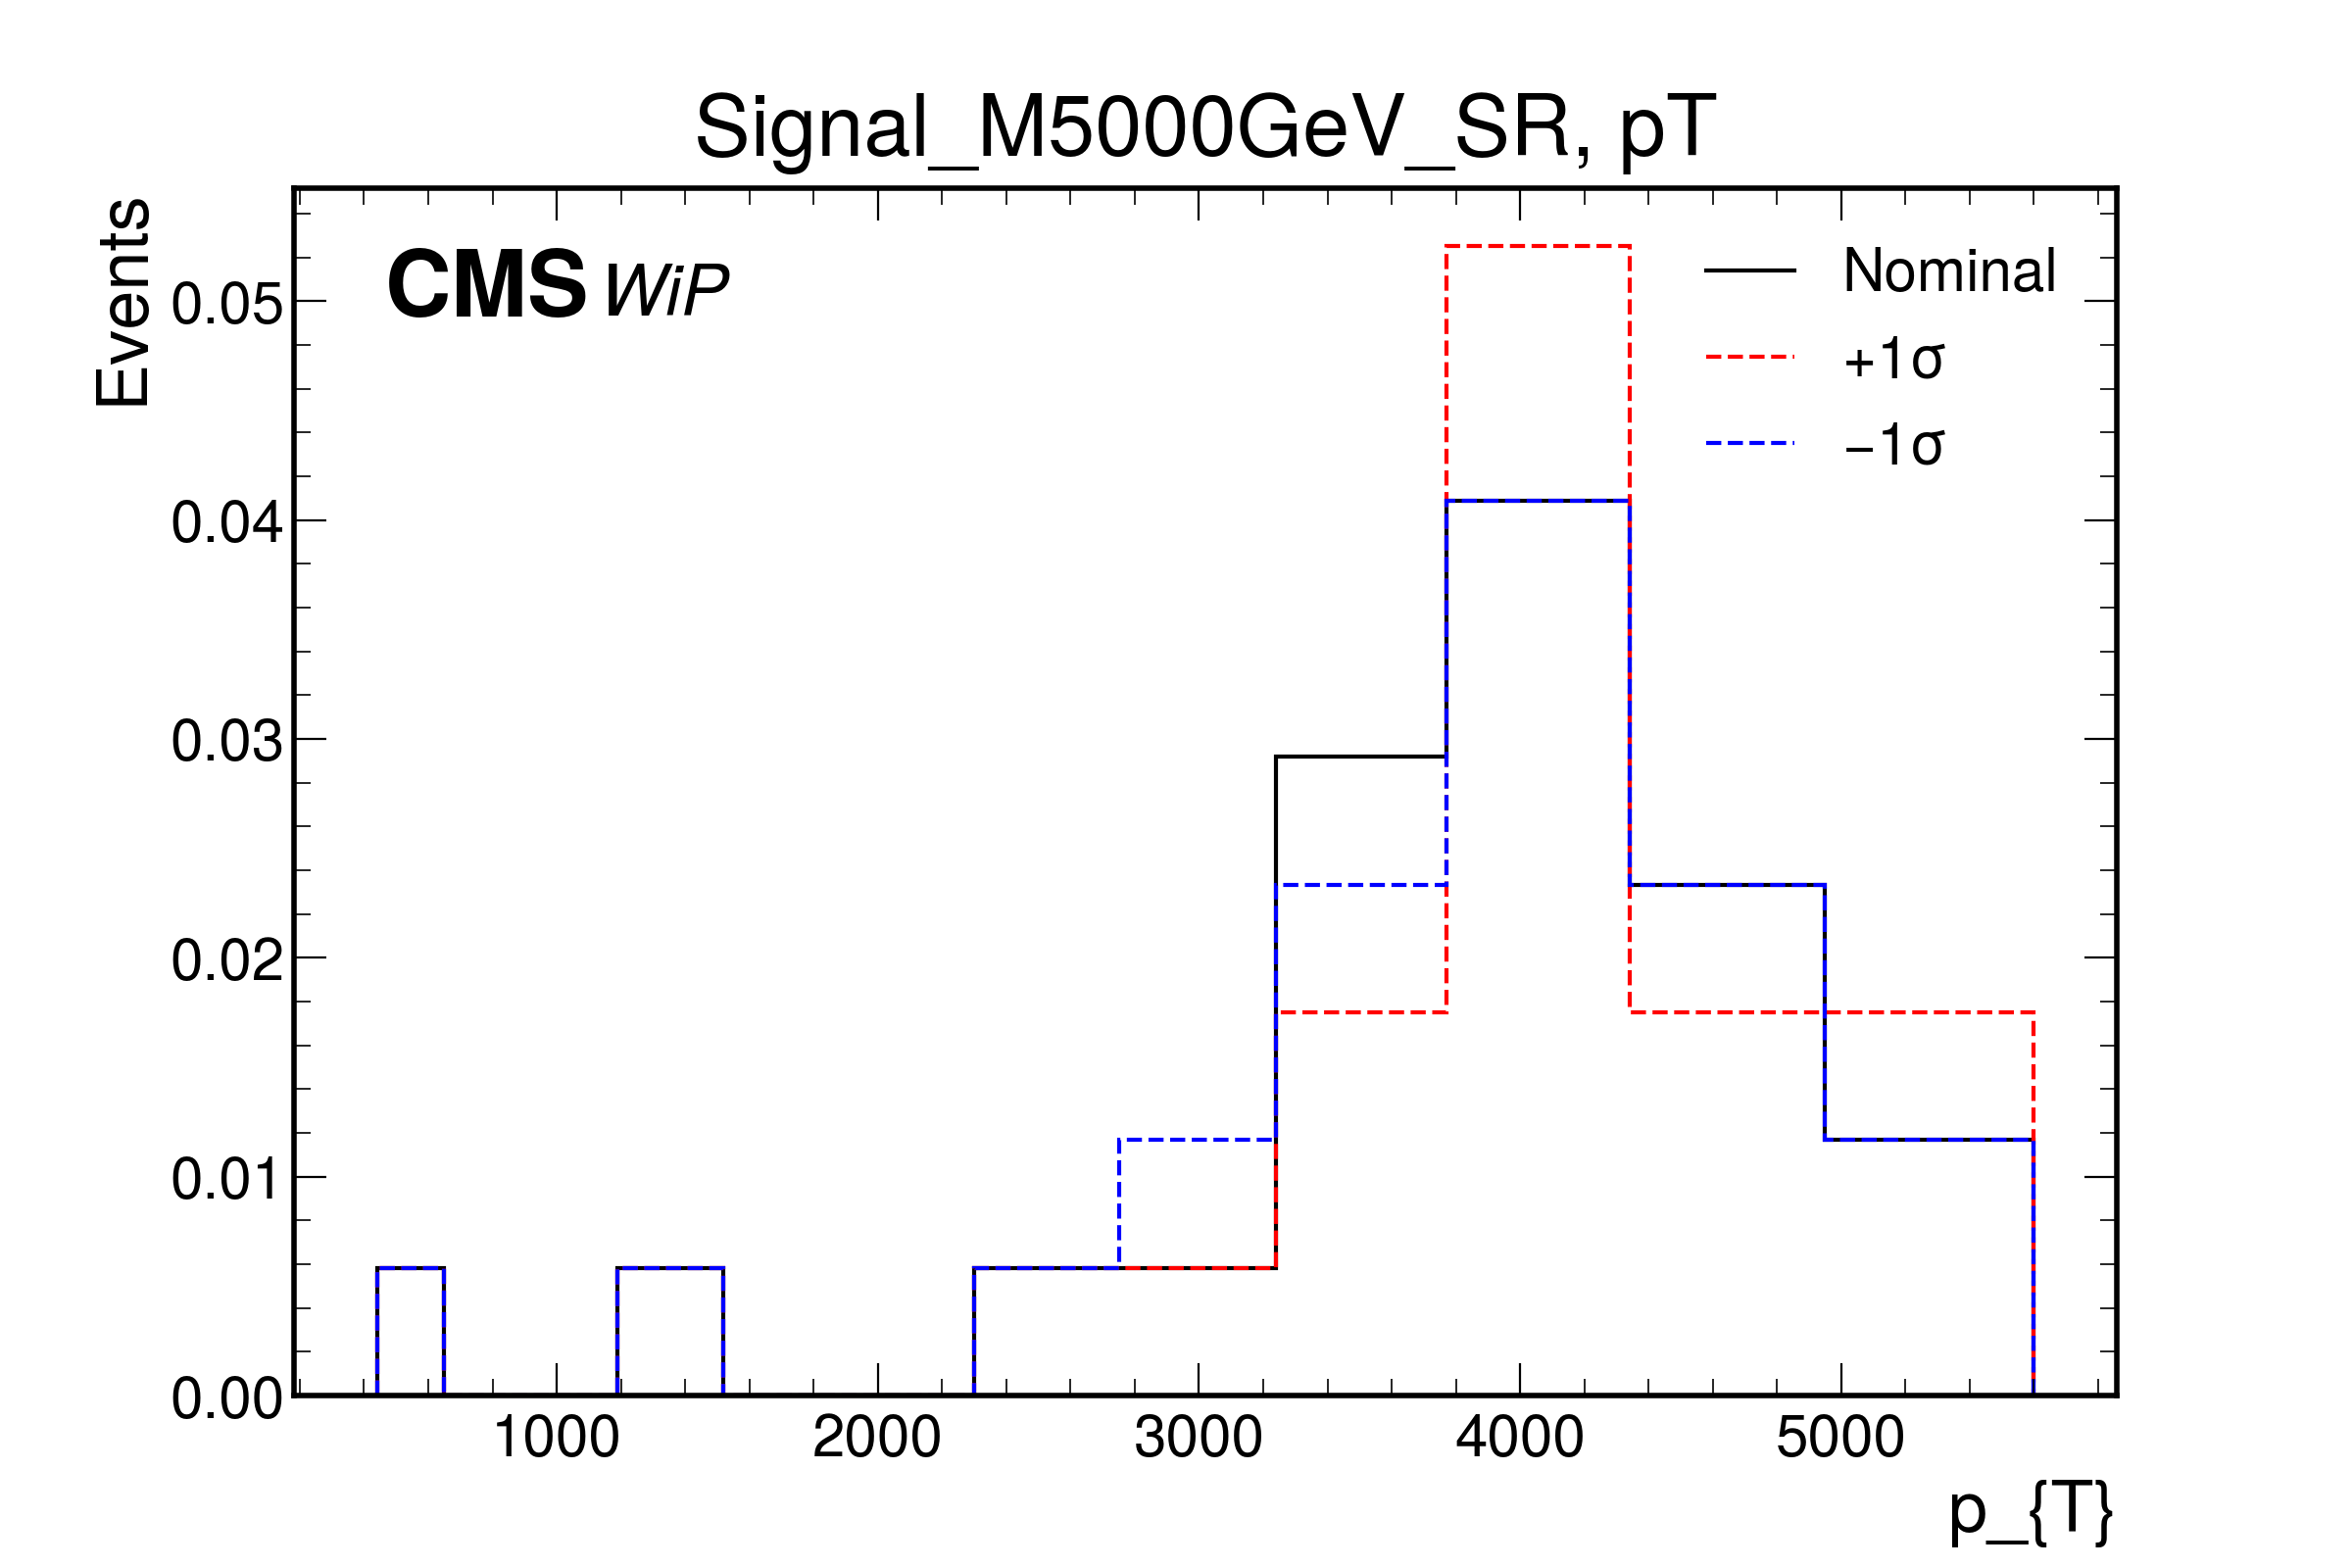 Signal_M5000GeV_SR, pT
Events
CMS WiP
Nominal
+1σ
−1σ
0.05
0.04
0.03
0.02
0.01
0.00
1000 2000 3000 4000 5000
p_{T}